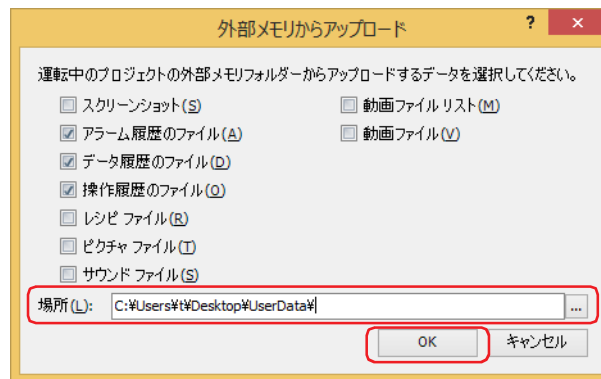 外部メモリからアップロード ? ×
運転中のプロジェクトの外部メモリフォルダーからアップロードするデータを選択してください。
スクリーンショット(S) 動画ファイル リスト(M)
アラーム履歴のファイル(A) 動画ファイル(V)
データ履歴のファイル(D)
操作履歴のファイル(O)
レシピ ファイル(R)
ピクチャ ファイル(T)
サウンド ファイル(S)
場所(L): C:¥Users¥t¥Desktop¥UserData¥ ...
OK キャンセル